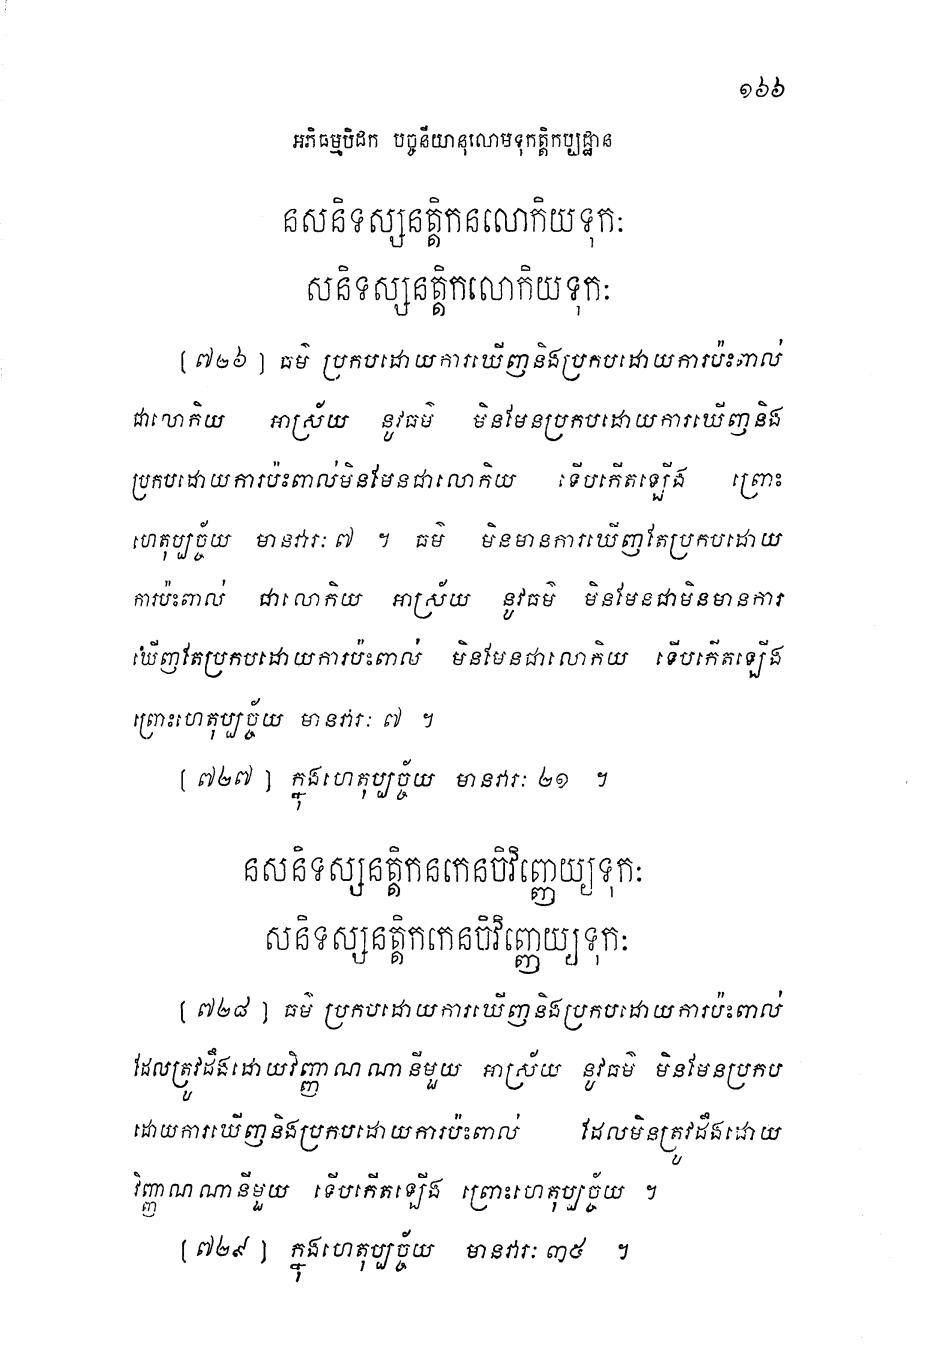 ១៦៦
អភិធម្មបិដក បច្ចនីយានុលោមទុកត្តិកប្បដ្ឋាន
នសនិទស្សនត្តិកនលោកិយទុកៈ
សនិទស្សនត្តិកលោកិយទុកៈ
[ ៧២៦ ] ធម៌ ប្រកបដោយការឃើញនិងប្រកបដោយការប៉ះពាល់
ជាលោកិយ អាស្រ័យ នូវធម៌ មិនមែនប្រកបដោយការឃើញនិង
ប្រកបដោយការប៉ះពាល់មិនមែនជាលោកិយ ទើបកើតឡើង ព្រោះ
ហេតុប្បច្ច័យ មានវារៈ ៧ ។ ធម៌ មិនមានការឃើញតែប្រកបដោយ
ការប៉ះពាល់ ជាលោកិយ អាស្រ័យ នូវធម៌ មិនមែនជាមិនមានការ
ឃើញតែប្រកបដោយការប៉ះពាល់ មិនមែនជាលោកិយ ទើបកើតឡើង
ព្រោះហេតុប្បច្ច័យ មានវារៈ ៧ ។
[ ៧២៧ ] ក្នុងហេតុប្បច្ច័យ មានវារៈ ២១ ។
នសនិទស្សនត្តិកនកេនចិវិញ្ញេយ្យទុកៈ
សនិទស្សនត្តិកកេនចិវិញ្ញេយ្យទុកៈ
[ ៧២៨ ] ធម៌ ប្រកបដោយការឃើញនិងប្រកបដោយការប៉ះពាល់
ដែលត្រូវដឹងដោយវិញ្ញាណណានីមួយ អាស្រ័យ នូវធម៌ មិនមែនប្រកប
ដោយការឃើញនិងប្រកបដោយការប៉ះពាល់ ដែលមិនត្រូវដឹងដោយ
វិញ្ញាណណានីមួយ ទើបកើតឡើង ព្រោះហេតុប្បច្ច័យ ។
[ ៧២៩ ] ក្នុងហេតុប្បច្ច័យ មានវារៈ ៣៥ ។